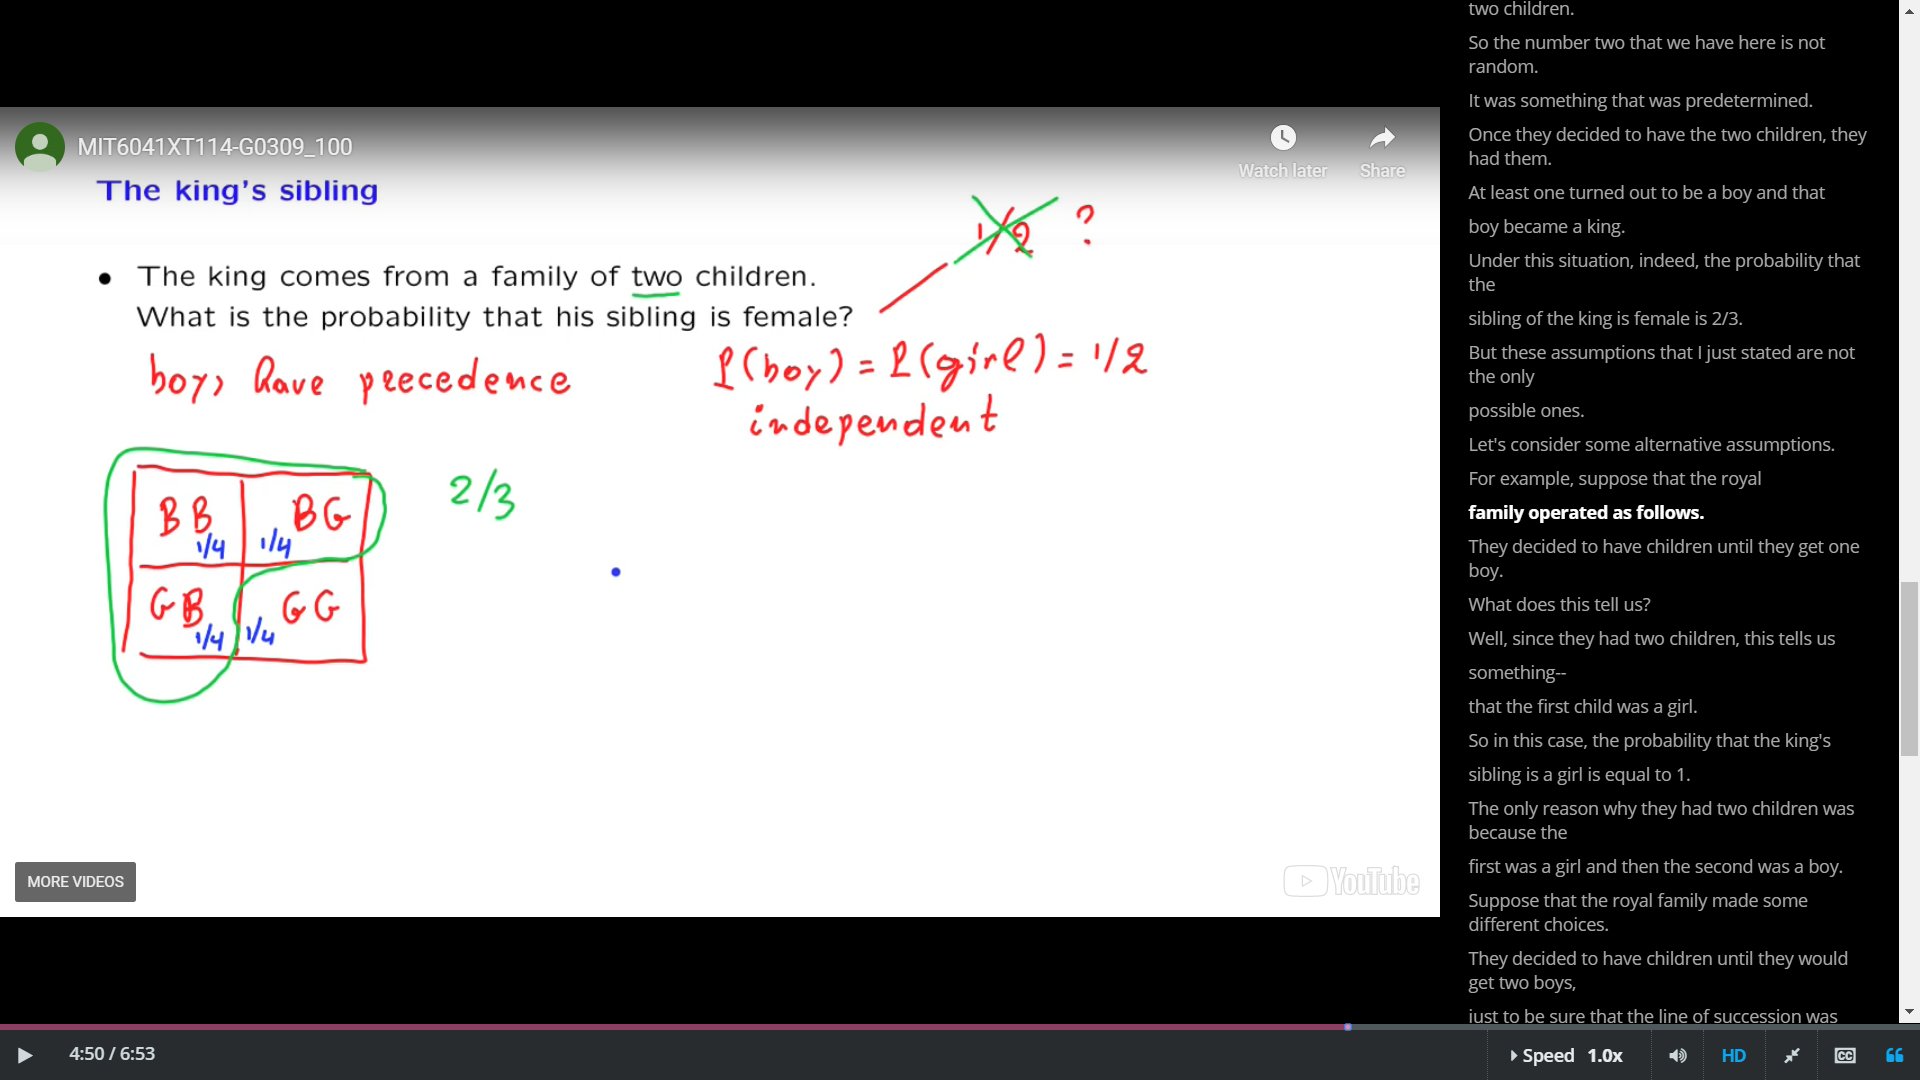 MIT6041XT114-G0309_100
Watch later
Share
The king's sibling
1/2 ?
• The king comes from a family of two children.
What is the probability that his sibling is female?
boys have precedence
P(boy) = P(girl) = 1/2
independent
BB 1/4
1/4 BG
2/3
GB 1/4
1/4 GG
MORE VIDEOS
YouTube
4:50 / 6:53
Speed 1.0x
HD
CC
two children.
So the number two that we have here is not
random.
It was something that was predetermined.
Once they decided to have the two children, they
had them.
At least one turned out to be a boy and that
boy became a king.
Under this situation, indeed, the probability that
the
sibling of the king is female is 2/3.
But these assumptions that I just stated are not
the only
possible ones.
Let's consider some alternative assumptions.
For example, suppose that the royal
family operated as follows.
They decided to have children until they get one
boy.
What does this tell us?
Well, since they had two children, this tells us
something--
that the first child was a girl.
So in this case, the probability that the king's
sibling is a girl is equal to 1.
The only reason why they had two children was
because the
first was a girl and then the second was a boy.
Suppose that the royal family made some
different choices.
They decided to have children until they would
get two boys,
just to be sure that the line of succession was